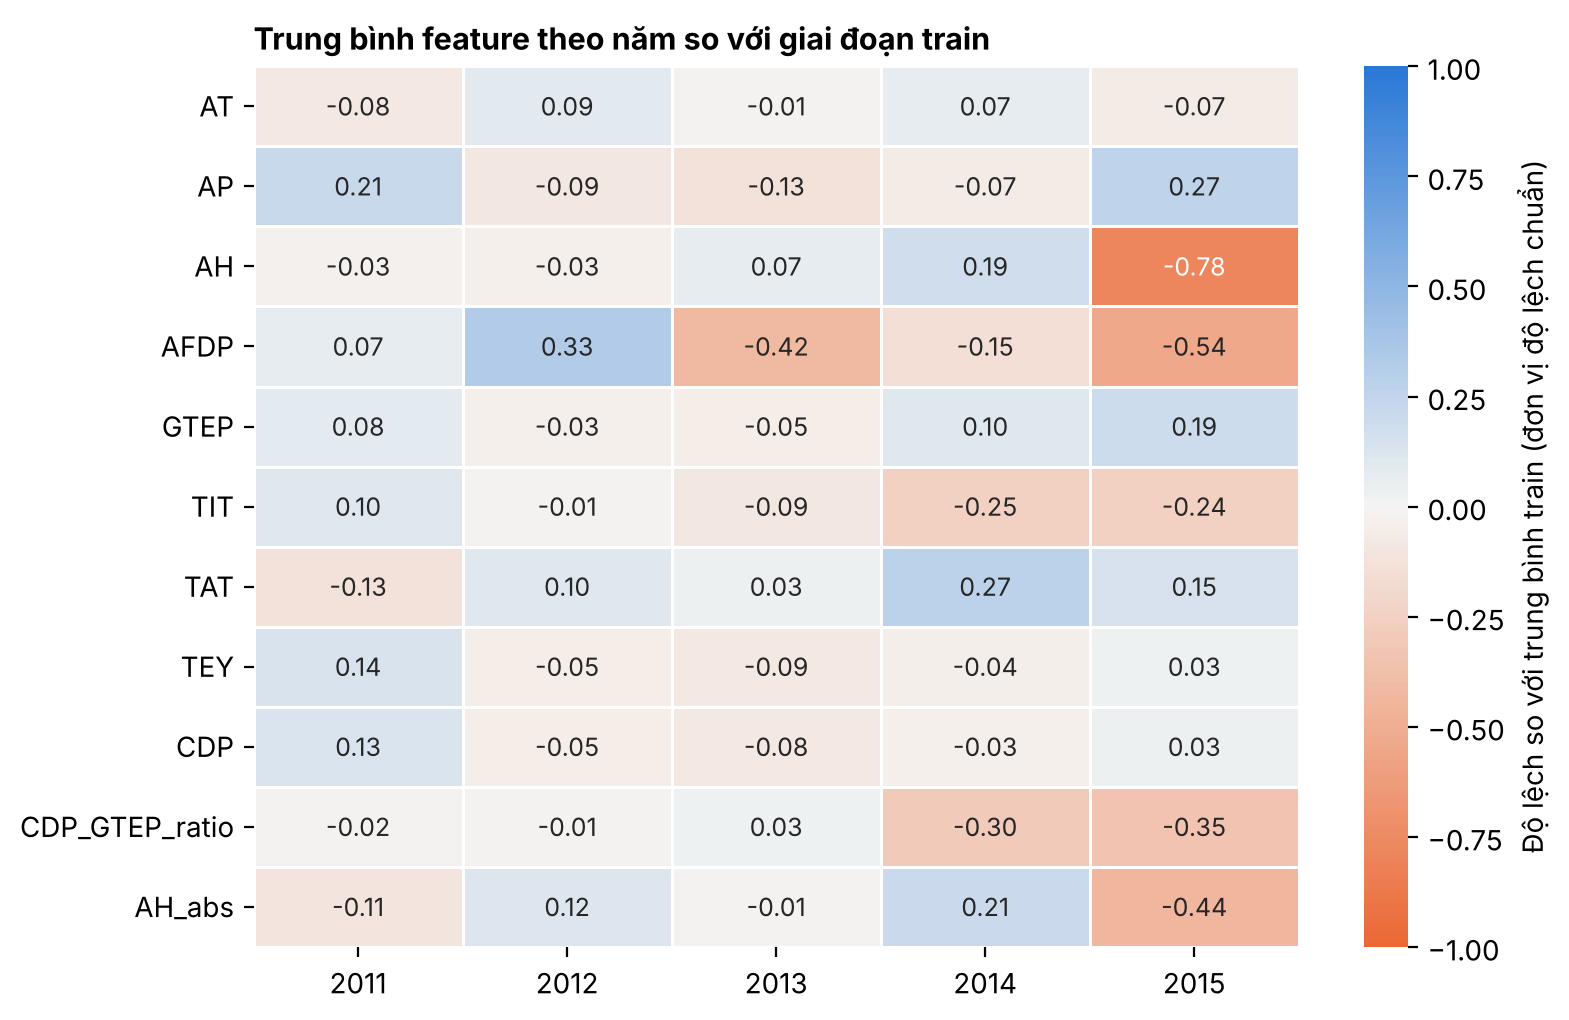 Trung bình feature theo năm so với giai đoạn train
AT -0.08 0.09 -0.01 0.07 -0.07
AP 0.21 -0.09 -0.13 -0.07 0.27
AH -0.03 -0.03 0.07 0.19 -0.78
AFDP 0.07 0.33 -0.42 -0.15 -0.54
GTEP 0.08 -0.03 -0.05 0.10 0.19
TIT 0.10 -0.01 -0.09 -0.25 -0.24
TAT -0.13 0.10 0.03 0.27 0.15
TEY 0.14 -0.05 -0.09 -0.04 0.03
CDP 0.13 -0.05 -0.08 -0.03 0.03
CDP_GTEP_ratio -0.02 -0.01 0.03 -0.30 -0.35
AH_abs -0.11 0.12 -0.01 0.21 -0.44
2011 2012 2013 2014 2015
1.00
0.75
0.50
0.25
0.00
−0.25
−0.50
−0.75
−1.00
Độ lệch so với trung bình train (đơn vị độ lệch chuẩn)